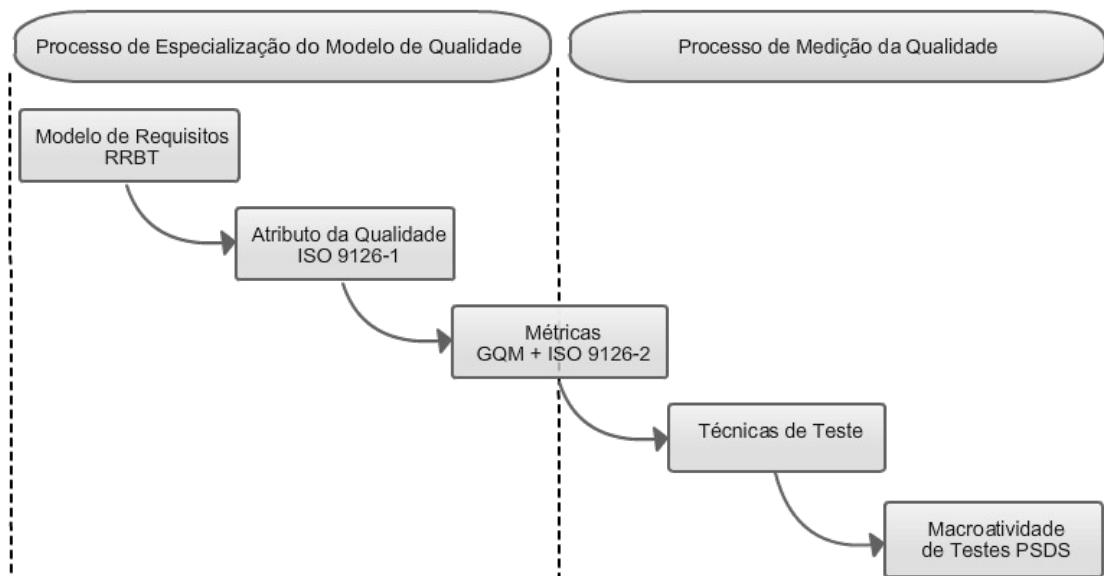 Processo de Especialização do Modelo de Qualidade
Processo de Medição da Qualidade
Modelo de Requisitos
RRBT
Atributo da Qualidade
ISO 9126-1
Métricas
GQM + ISO 9126-2
Técnicas de Teste
Macroatividade
de Testes PSDS